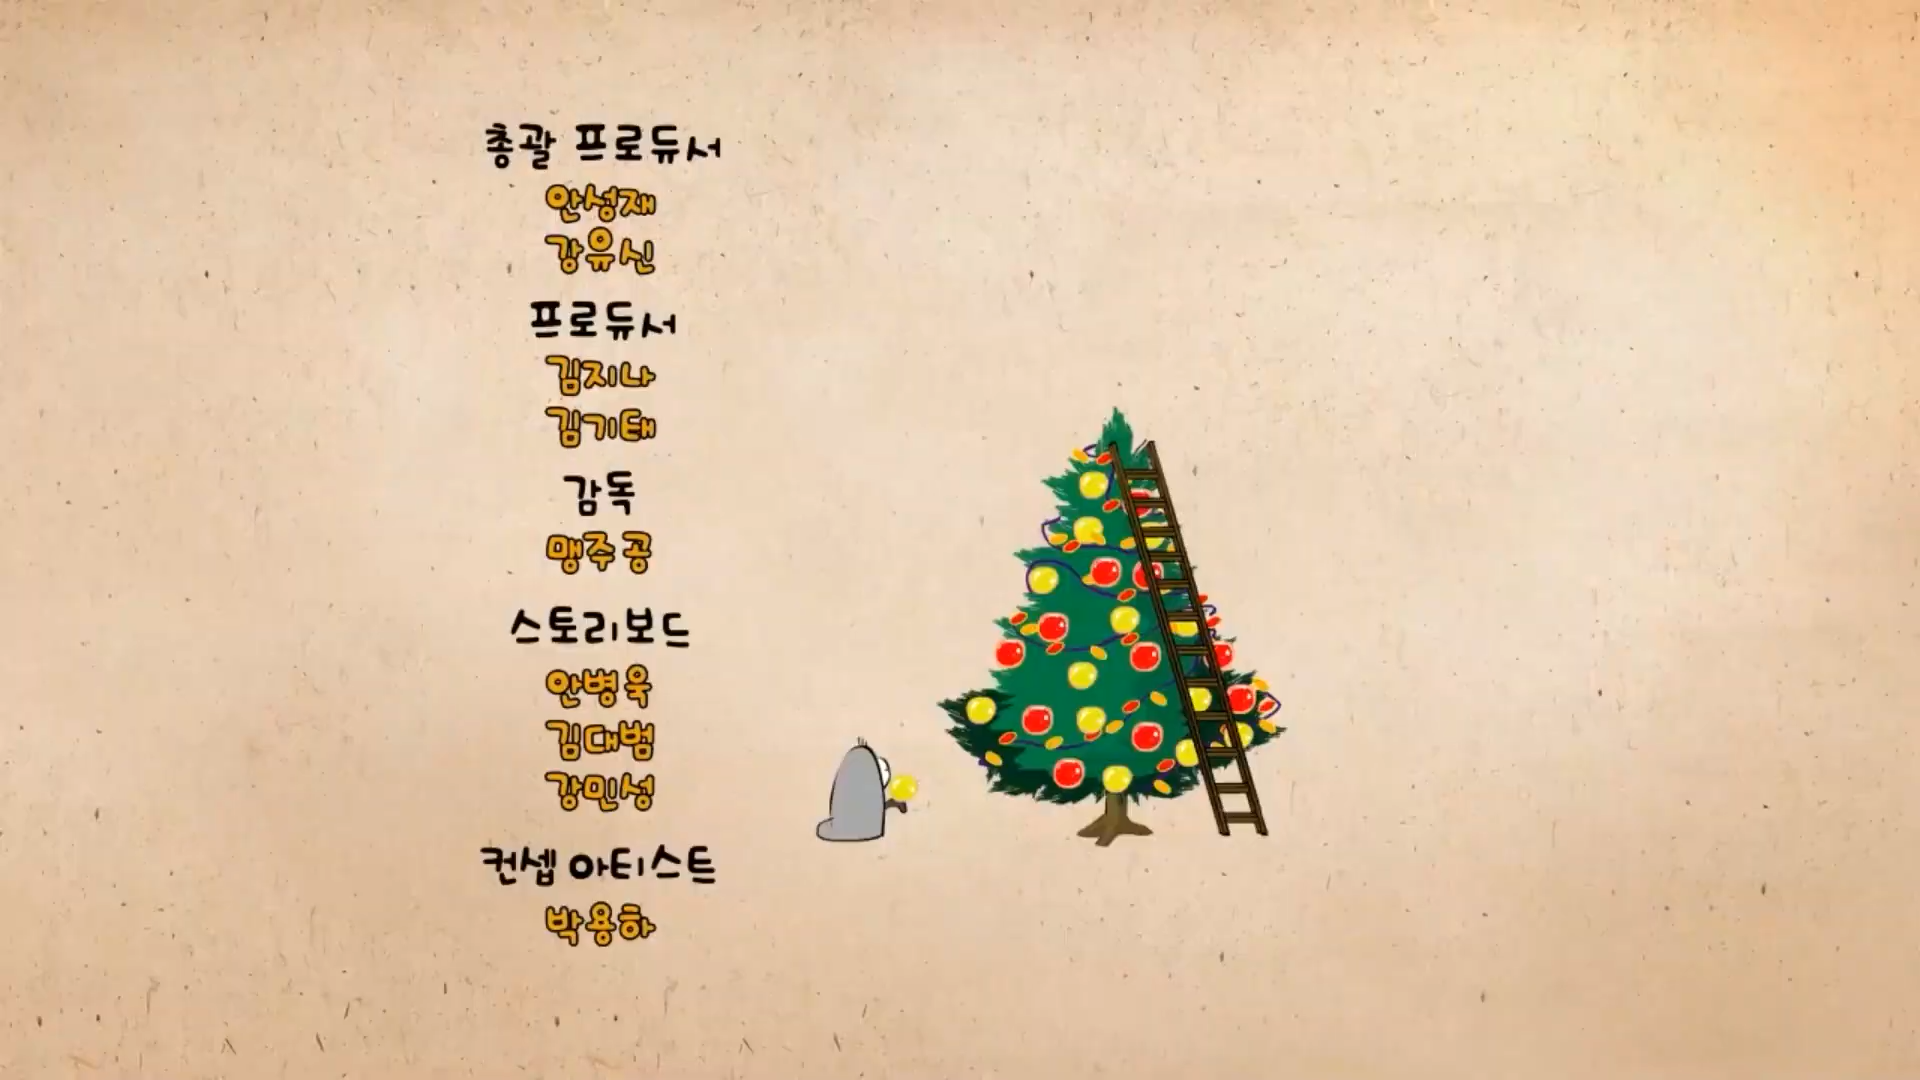 총괄 프로듀서
안성재
강유신
프로듀서
김지나
김기태
감독
맹주공
스토리보드
안병욱
김대범
강민성
컨셉 아티스트
박용하